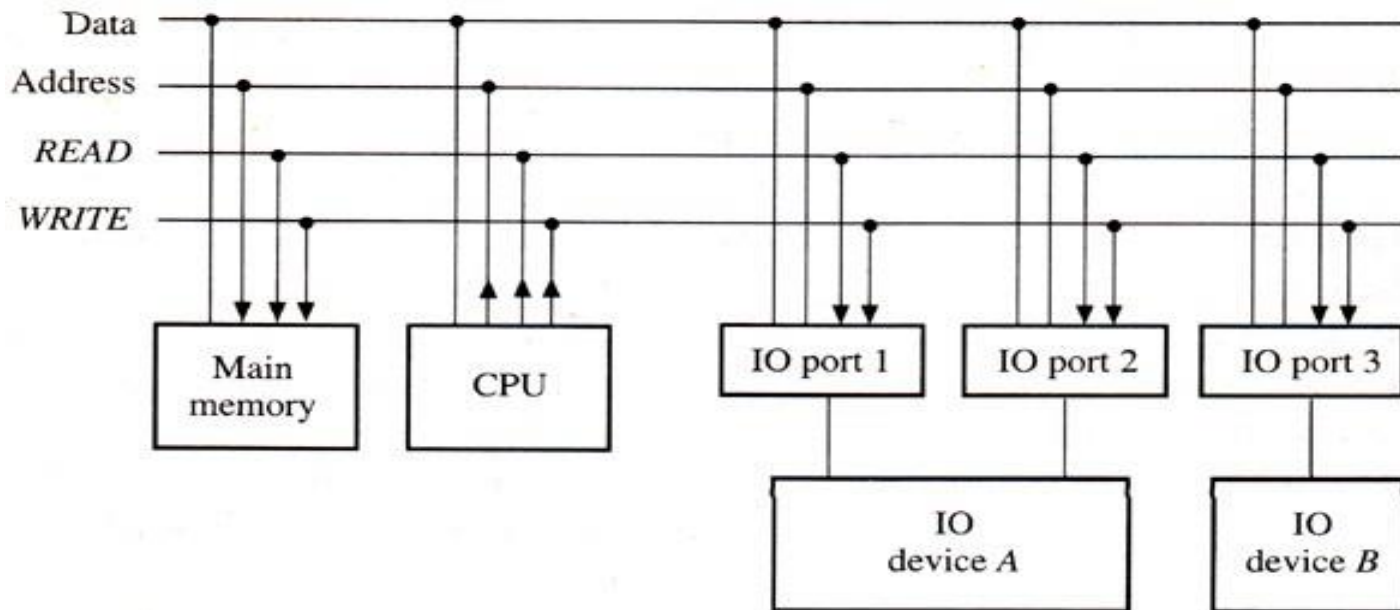 Data
Address
READ
WRITE
Main
memory
CPU
IO port 1
IO port 2
IO port 3
IO
device A
IO
device B